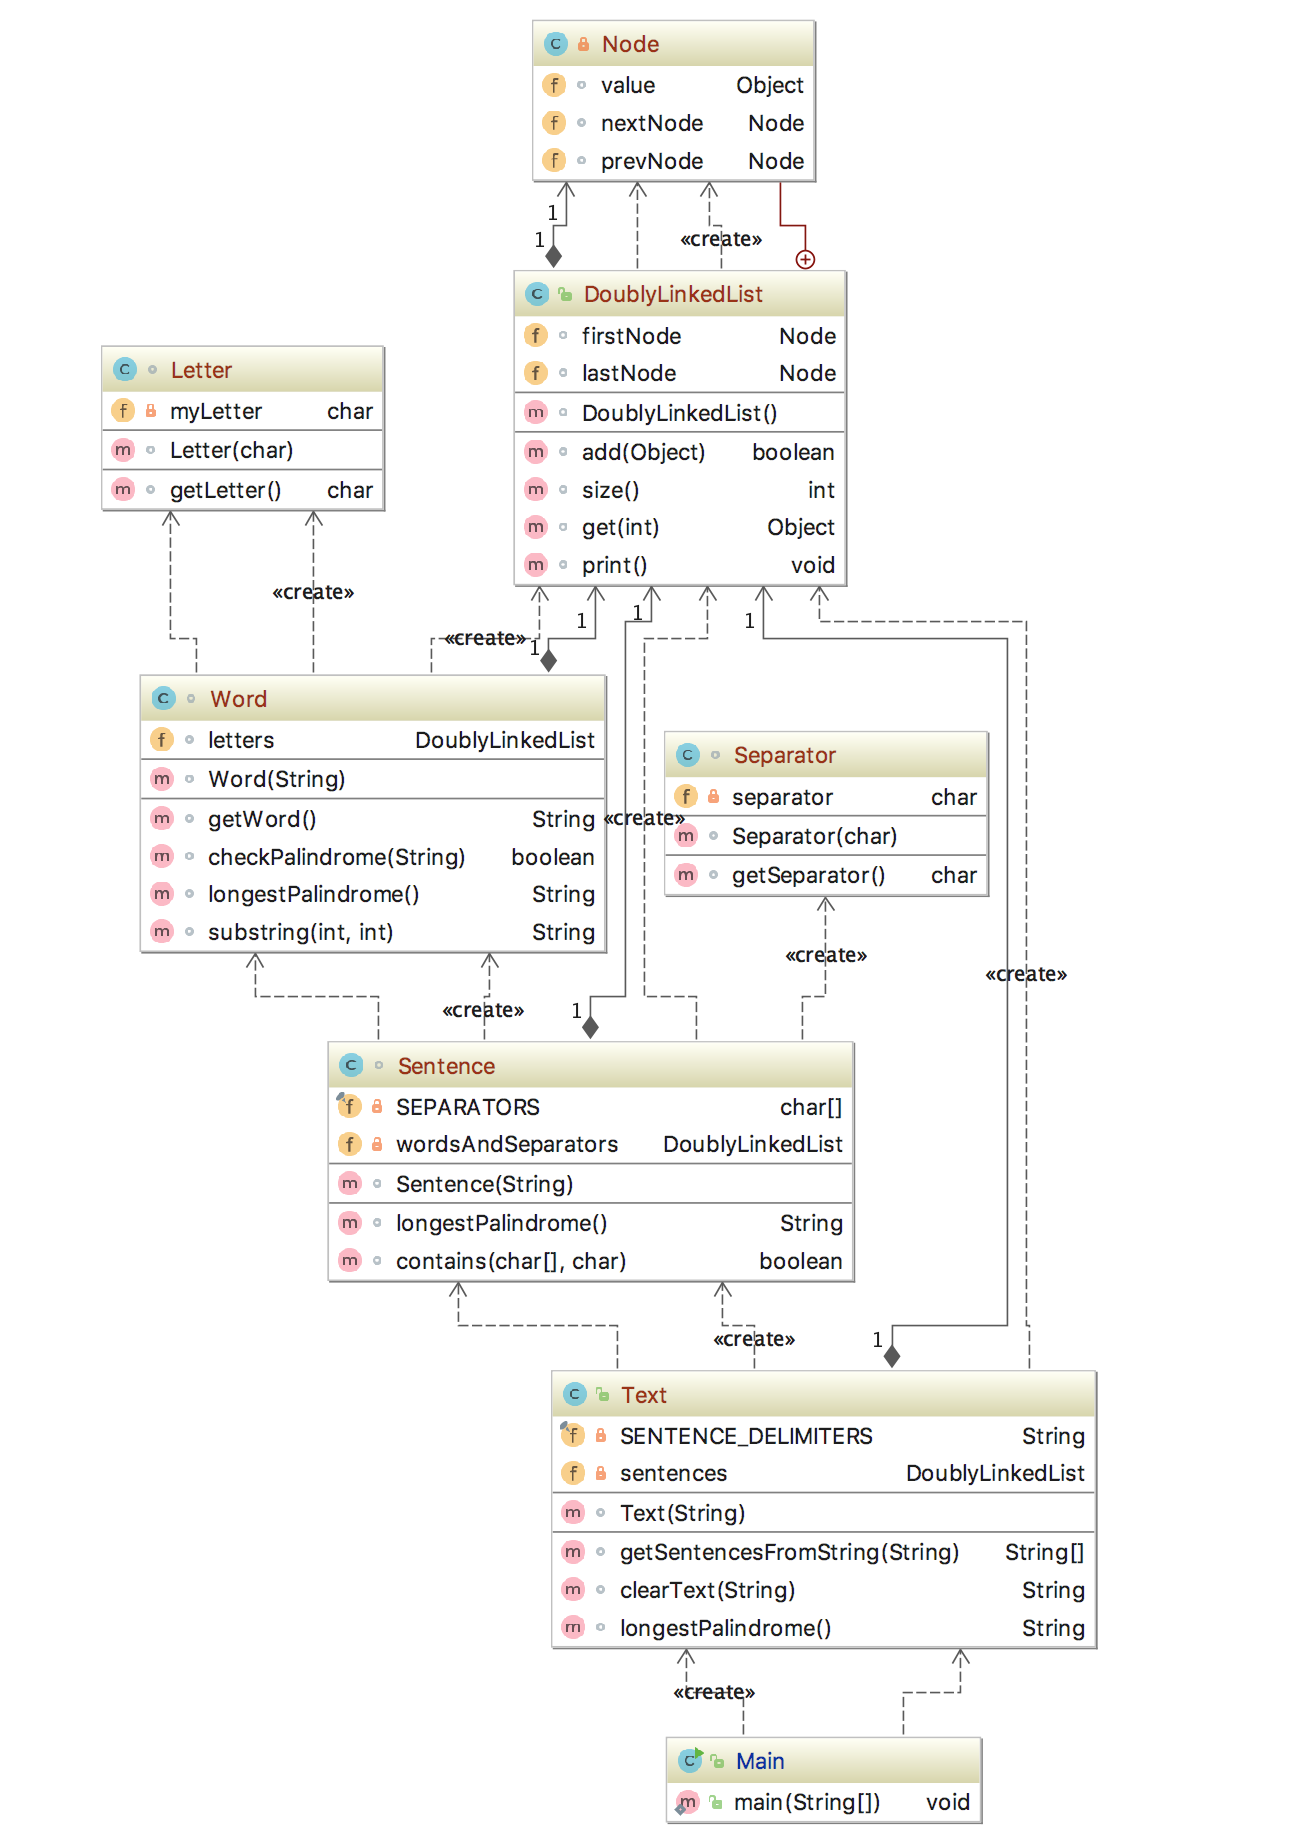 Node
value Object
nextNode Node
prevNode Node
1
1
«create»
DoublyLinkedList
firstNode Node
lastNode Node
DoublyLinkedList()
add(Object) boolean
size() int
get(int) Object
print() void
Letter
myLetter char
Letter(char)
getLetter() char
«create»
«create»
1
1
1
1
Word
letters DoublyLinkedList
Word(String)
getWord() String
checkPalindrome(String) boolean
longestPalindrome() String
substring(int, int) String
«create»
Separator
separator char
Separator(char)
getSeparator() char
«create»
«create»
«create»
1
Sentence
SEPARATORS char[]
wordsAndSeparators DoublyLinkedList
Sentence(String)
longestPalindrome() String
contains(char[], char) boolean
«create»
1
Text
SENTENCE_DELIMITERS String
sentences DoublyLinkedList
Text(String)
getSentencesFromString(String) String[]
clearText(String) String
longestPalindrome() String
«create»
Main
main(String[]) void